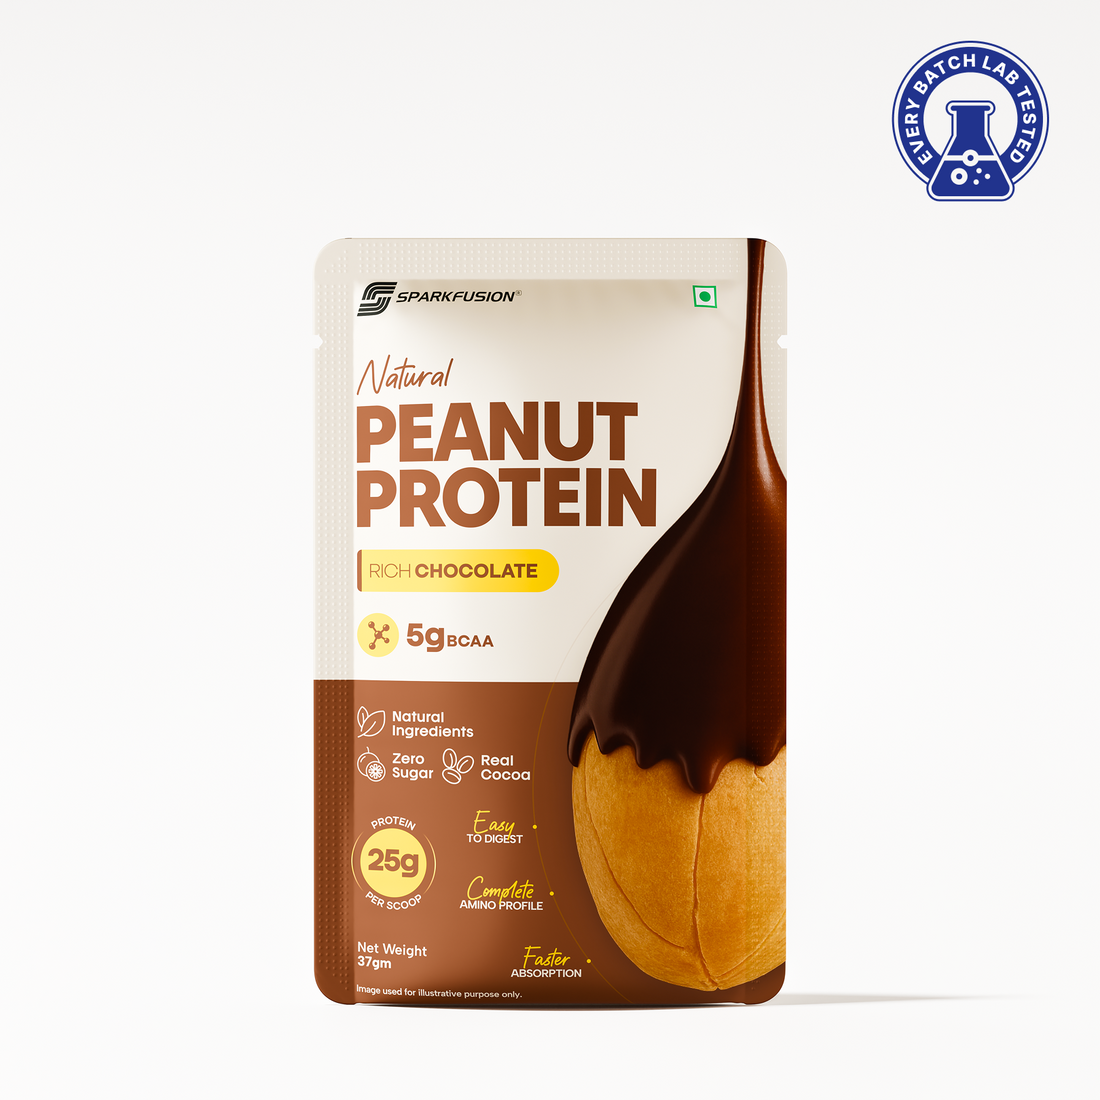 EVERY BATCH LAB TESTED
SPARKFUSION®
Natural
PEANUT
PROTEIN
RICH CHOCOLATE
5g BCAA
Natural
Ingredients
Zero
Sugar
Real
Cocoa
PROTEIN
25g
PER SCOOP
Easy
TO DIGEST
Complete
AMINO PROFILE
Faster
ABSORPTION
Net Weight
37gm
Image used for illustrative purpose only.